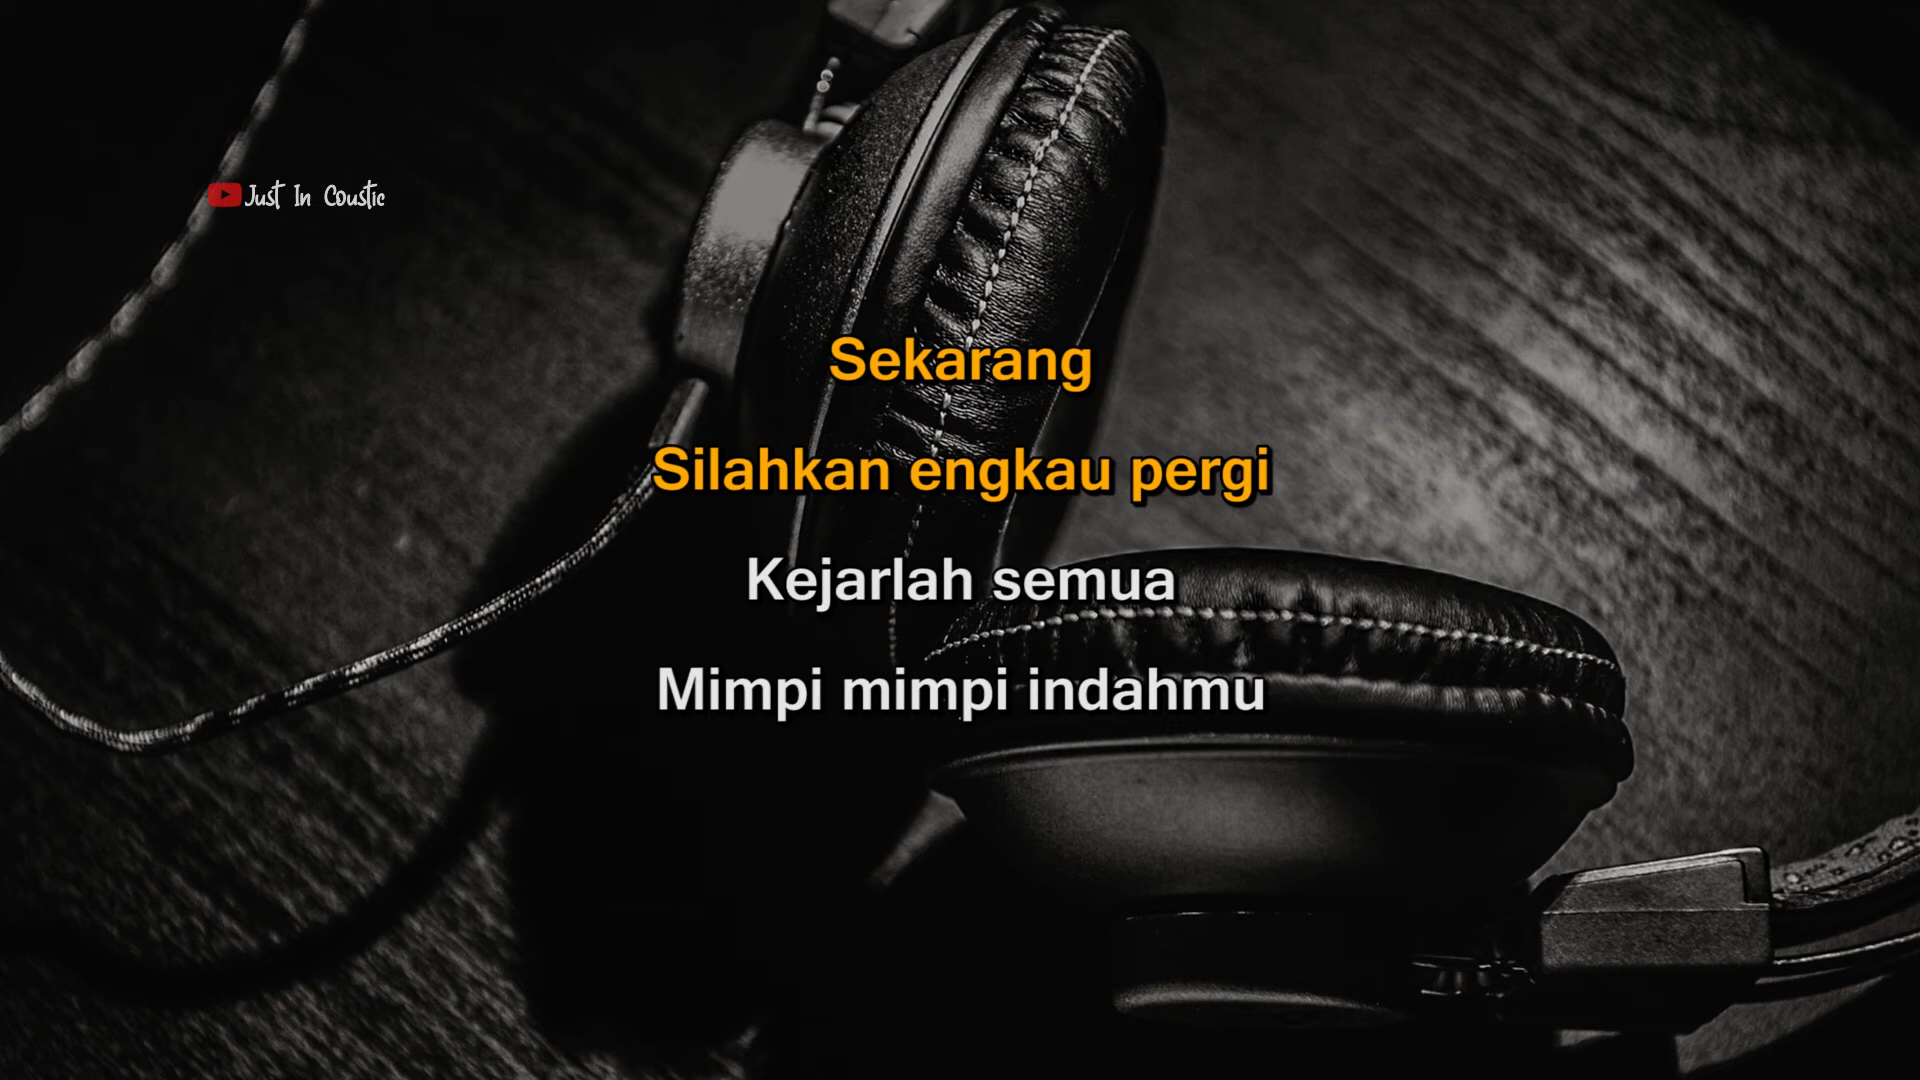 Just In Coustic
Sekarang
Silahkan engkau pergi
Kejarlah semua
Mimpi mimpi indahmu